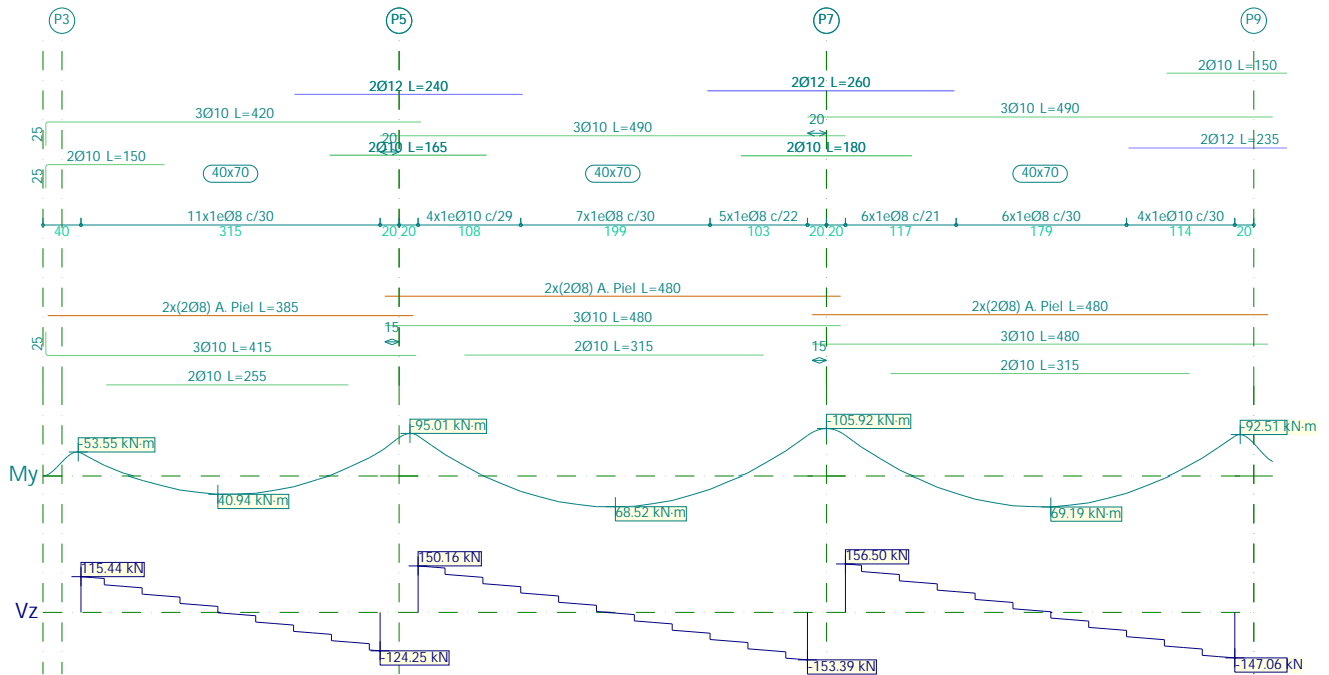 P3 P5 P7 P9
2Ø10 L=150
2Ø12 L=240 2Ø12 L=260
3Ø10 L=420 3Ø10 L=490 3Ø10 L=490
25 20 20
2Ø10 L=150 2Ø10 L=165 2Ø10 L=180 2Ø12 L=235
25 40x70 40x70 40x70
11x1eØ8 c/30 4x1eØ10 c/29 7x1eØ8 c/30 5x1eØ8 c/22 6x1eØ8 c/21 6x1eØ8 c/30 4x1eØ10 c/30
40 315 20 20 108 199 103 20 20 117 179 114 20
2x(2Ø8) A. Piel L=480
2x(2Ø8) A. Piel L=385 2x(2Ø8) A. Piel L=480
15 3Ø10 L=480
25 3Ø10 L=415 2Ø10 L=315 15 3Ø10 L=480
2Ø10 L=255 2Ø10 L=315
-53.55 kN·m -95.01 kN·m -105.92 kN·m -92.51 kN·m
My
40.94 kN·m 68.52 kN·m 69.19 kN·m
115.44 kN 150.16 kN 156.50 kN
Vz
-124.25 kN -153.39 kN -147.06 kN